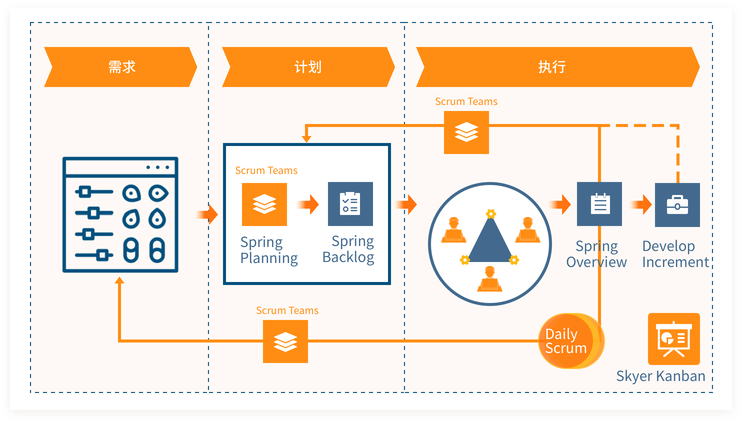 需求
计划
执行
Scrum Teams
Scrum Teams
Spring
Planning
Spring
Backlog
Spring
Overview
Develop
Increment
Scrum Teams
Daily
Scrum
Skyer Kanban